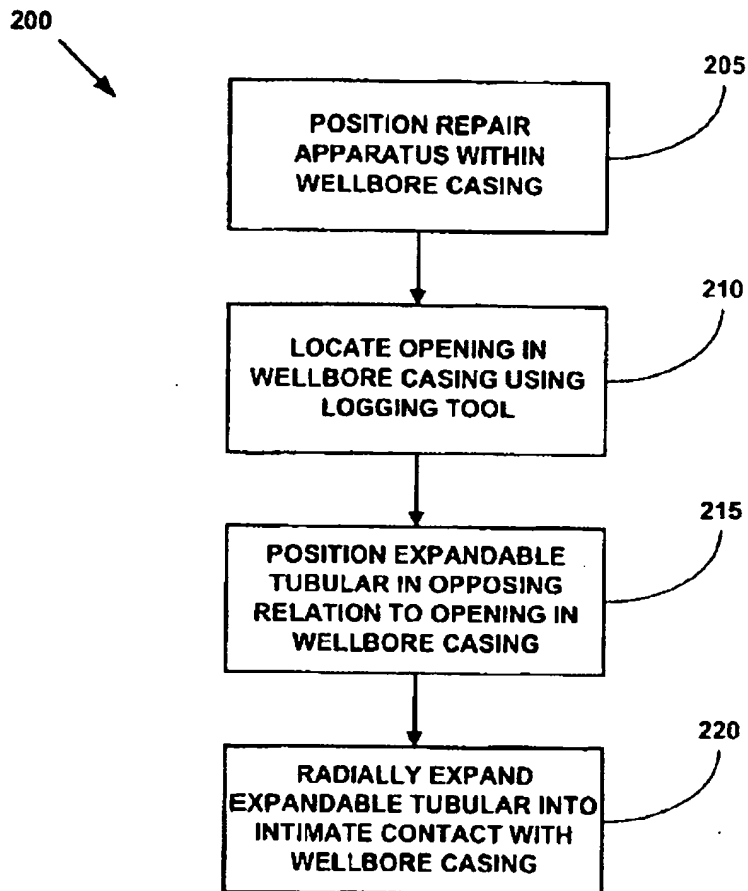 200
205
POSITION REPAIR
APPARATUS WITHIN
WELLBORE CASING
210
LOCATE OPENING IN
WELLBORE CASING USING
LOGGING TOOL
215
POSITION EXPANDABLE
TUBULAR IN OPPOSING
RELATION TO OPENING IN
WELLBORE CASING
220
RADIALLY EXPAND
EXPANDABLE TUBULAR INTO
INTIMATE CONTACT WITH
WELLBORE CASING